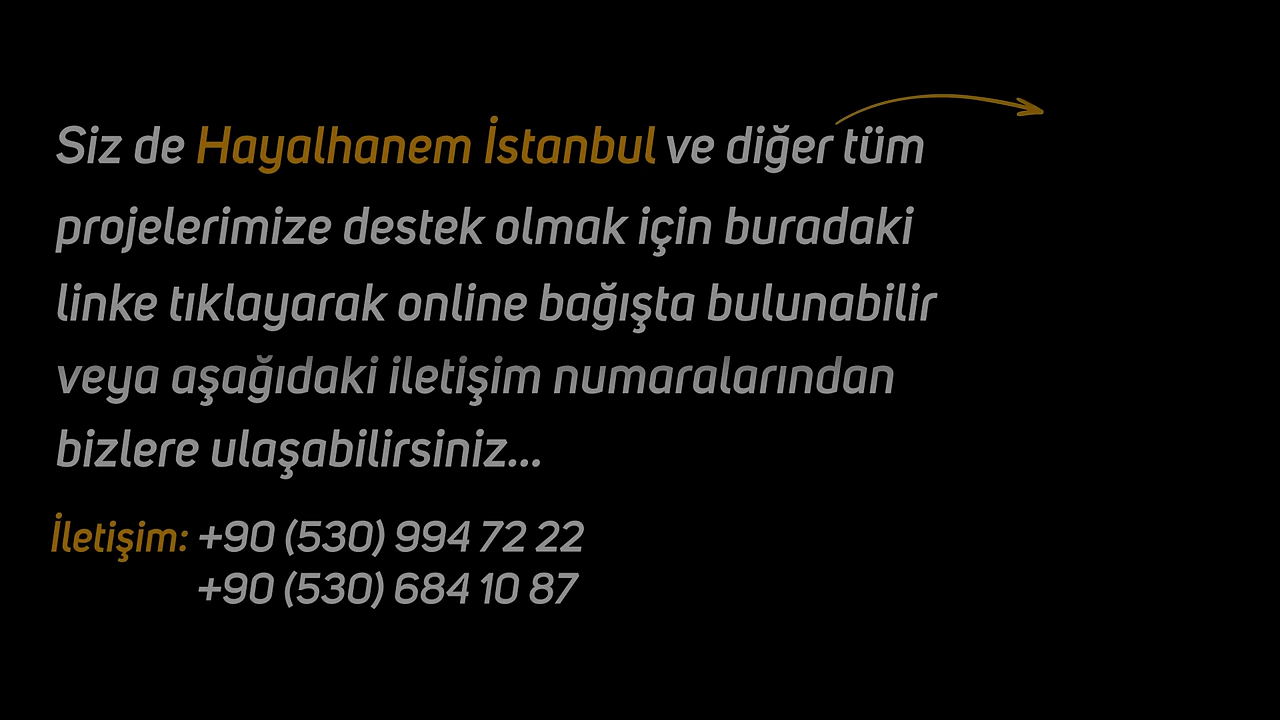 Siz de Hayalhanem İstanbul ve diğer tüm
projelerimize destek olmak için buradaki
linke tıklayarak online bağışta bulunabilir
veya aşağıdaki iletişim numaralarından
bizlere ulaşabilirsiniz...
İletişim: +90 (530) 994 72 22
+90 (530) 684 10 87